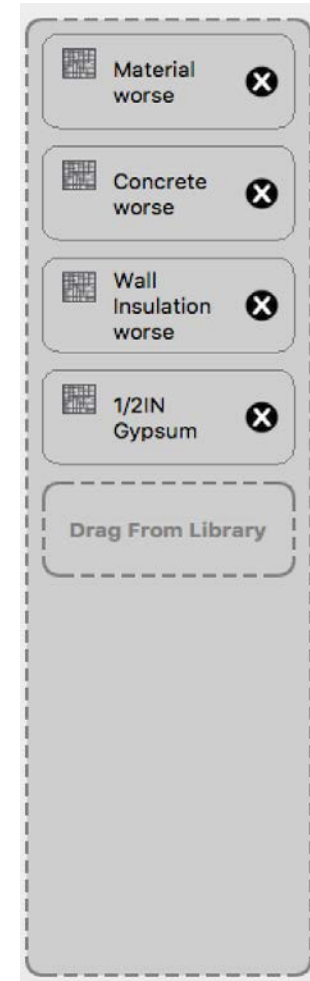 Material
worse
Concrete
worse
Wall
Insulation
worse
1/2IN
Gypsum
Drag From Library